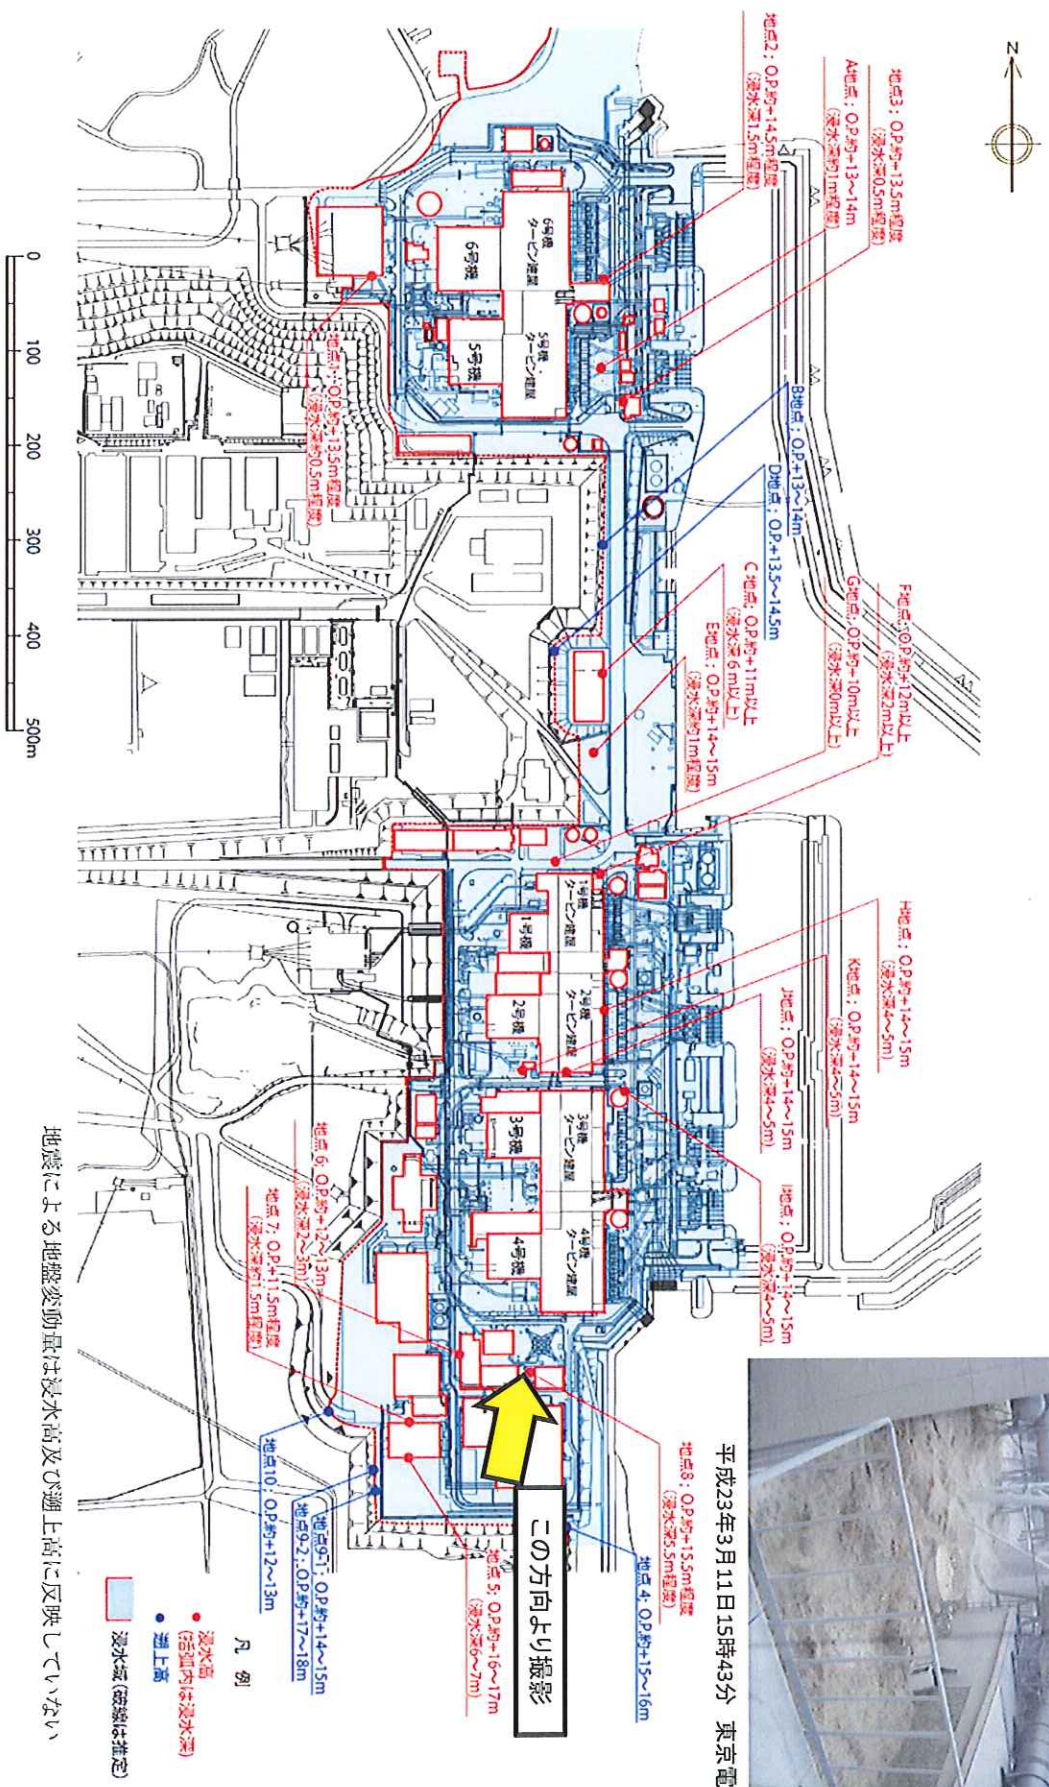 N
地点3；O.P.約+13.5m程度
(浸水深0.5m程度)
A地点；O.P.約+13～14m
(浸水深約1m程度)
地点2；O.P.約+14.5m程度
(浸水深1.5m程度)
B地点；O.P.+13～14m
D地点；O.P.+13.5～14.5m
F地点；O.P.約+12m以上
(浸水深2m以上)
G地点；O.P.約+10m以上
(浸水深0m以上)
C地点；O.P.約+11m以上
(浸水深6m以上)
E地点；O.P.約+14～15m
(浸水深約1m程度)
H地点；O.P.+14～15m
(浸水深4～5m)
K地点；O.P.約+14～15m
(浸水深4～5m)
J地点；O.P.約+14～15m
(浸水深4～5m)
I地点；O.P.約+14～15m
(浸水深4～5m)
6号機
タービン建屋
6号機
5号機
タービン建屋
5号機
1号機
タービン建屋
1号機
2号機
タービン建屋
2号機
3号機
タービン建屋
3号機
4号機
タービン建屋
4号機
地点1；O.P.約+13.5m程度
(浸水深約0.5m程度)
地点6；O.P.約+12～13m
(浸水深2～3m)
地点7；O.P.+11.5m程度
(浸水深約1.5m程度)
地点8；O.P.約+15.5m程度
(浸水深5.5m程度)
地点4；O.P.約+15～16m
地点5；O.P.約+16～17m
(浸水深6～7m)
地点9-1；O.P.約+14～15m
地点9-2；O.P.約+17～18m
地点10；O.P.約+12～13m
この方向より撮影
平成23年3月11日15時43分 東京電
凡 例
浸水高
(括弧内は浸水深)
遡上高
浸水域(破線は推定)
0 100 200 300 400 500m
地震による地盤変動量は浸水高及び遡上高に反映していない